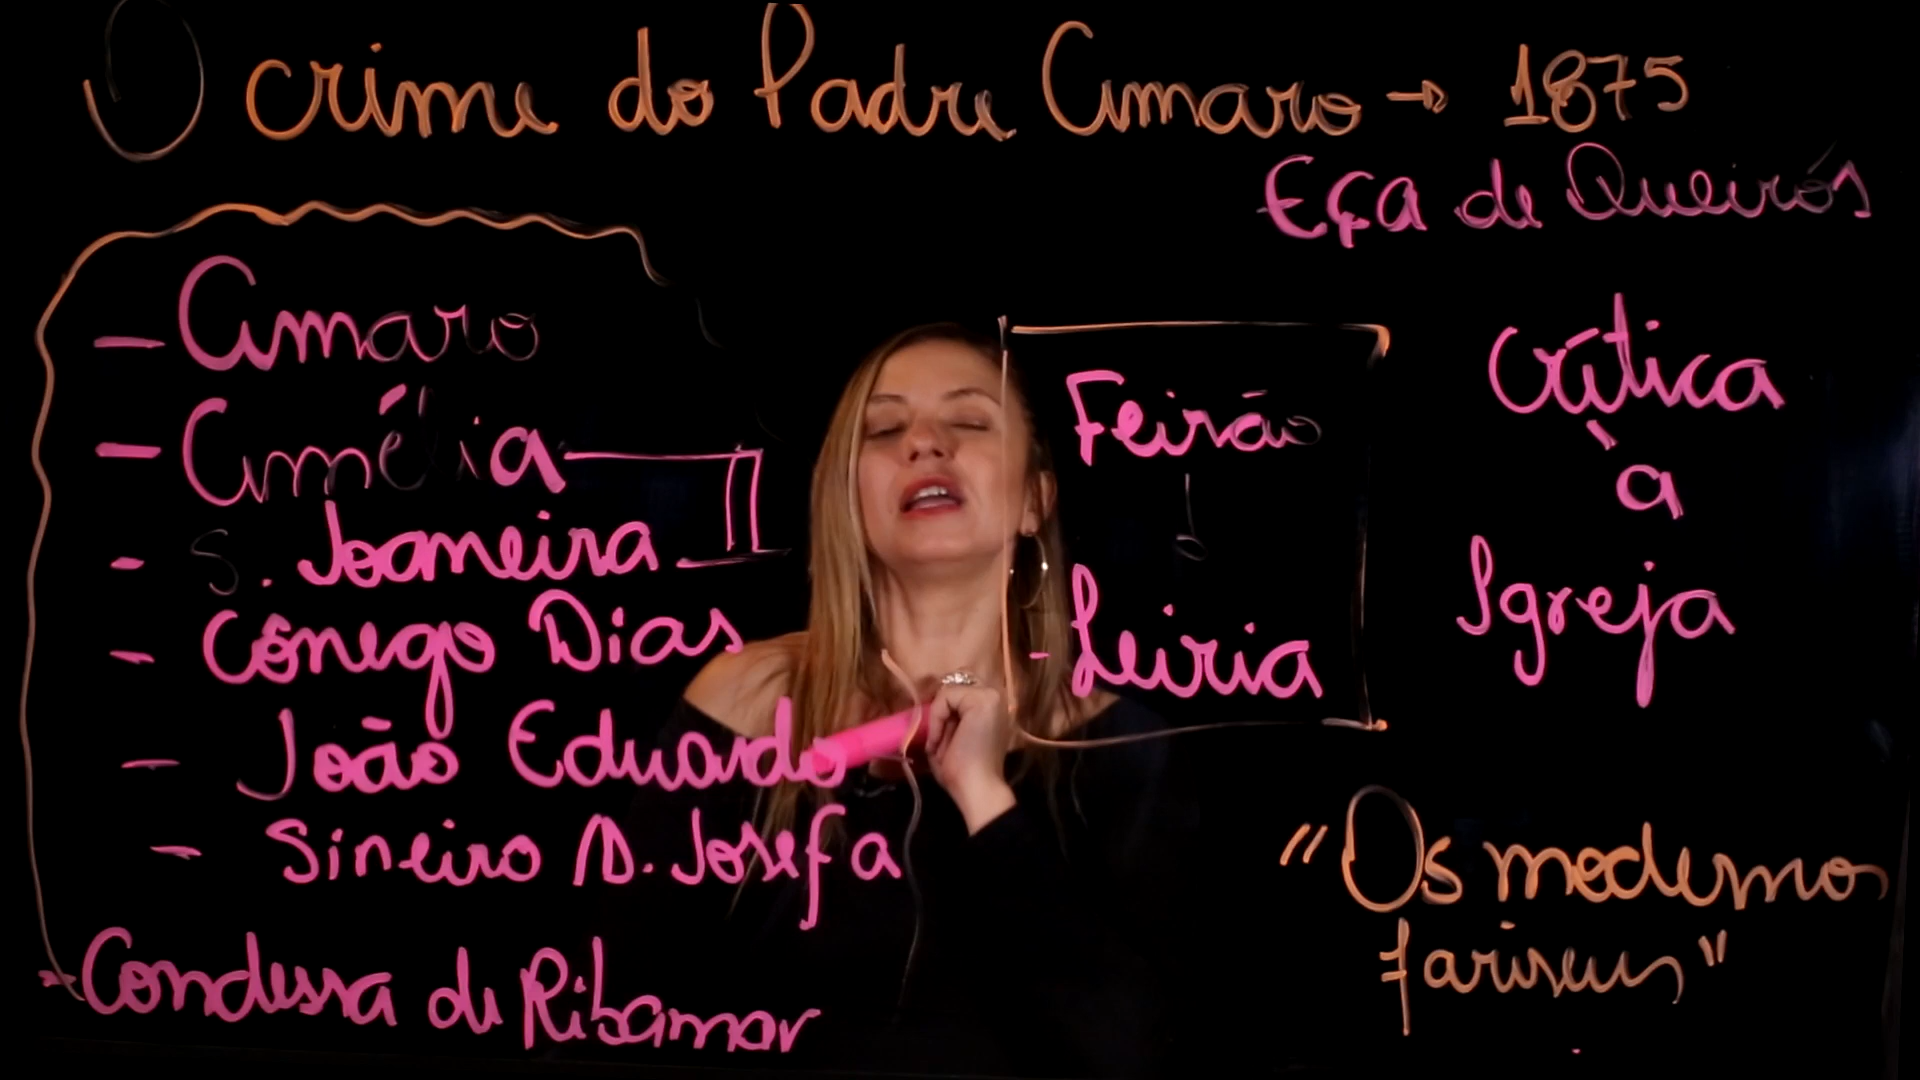 O crime do Padre Amaro → 1875
Eça de Queirós
- Amaro
- Amélia
- S. Joaneira
- Cônego Dias
- João Eduardo
- Sineiro D. Josefa
- Condessa de Ribamar
Feirão
- Leiria
Crítica
à
Igreja
"Os modernos
fariseus"